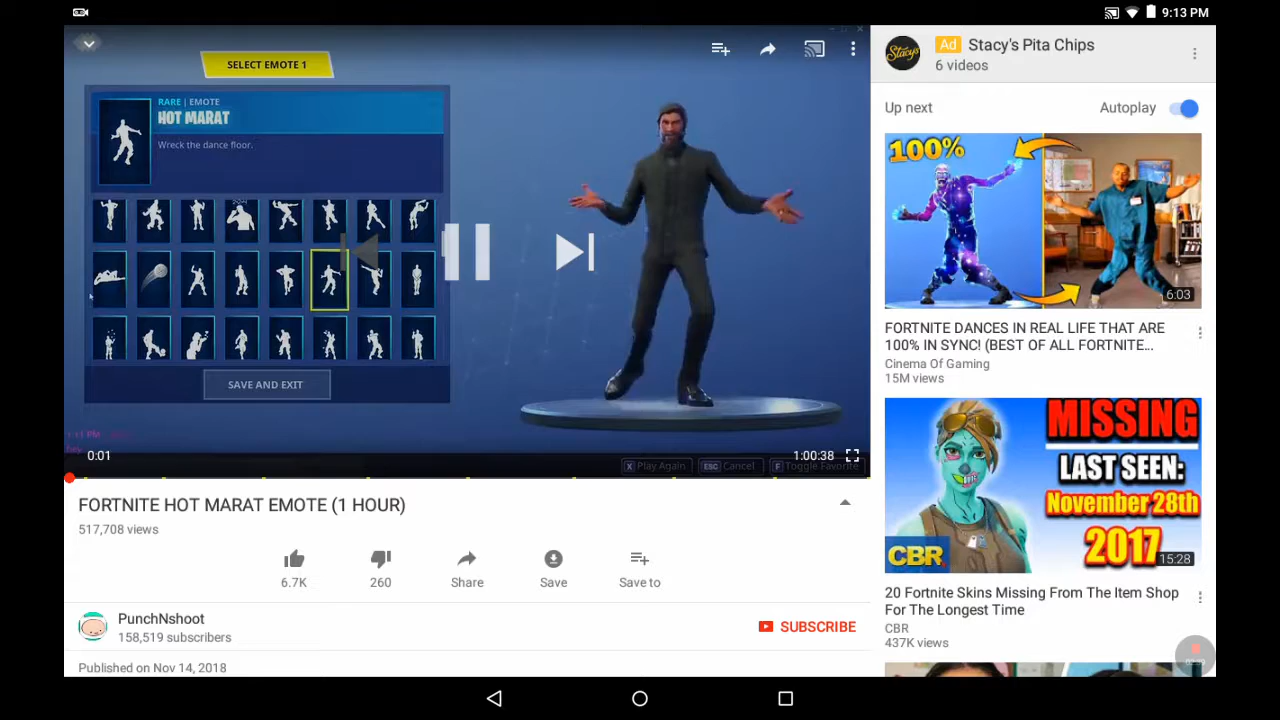 9:13 PM
SELECT EMOTE 1
RARE | EMOTE
HOT MARAT
Wreck the dance floor.
SAVE AND EXIT
0:01
1:00:38
X Play Again ESC Cancel F Toggle Favorite
FORTNITE HOT MARAT EMOTE (1 HOUR)
517,708 views
6.7K
260
Share
Save
Save to
PunchNshoot
158,519 subscribers
SUBSCRIBE
Published on Nov 14, 2018
Stacy's
Ad Stacy's Pita Chips
6 videos
Up next
Autoplay
100%
6:03
FORTNITE DANCES IN REAL LIFE THAT ARE
100% IN SYNC! (BEST OF ALL FORTNITE...
Cinema Of Gaming
15M views
MISSING
LAST SEEN:
November 28th
2017
CBR
15:28
20 Fortnite Skins Missing From The Item Shop
For The Longest Time
CBR
437K views